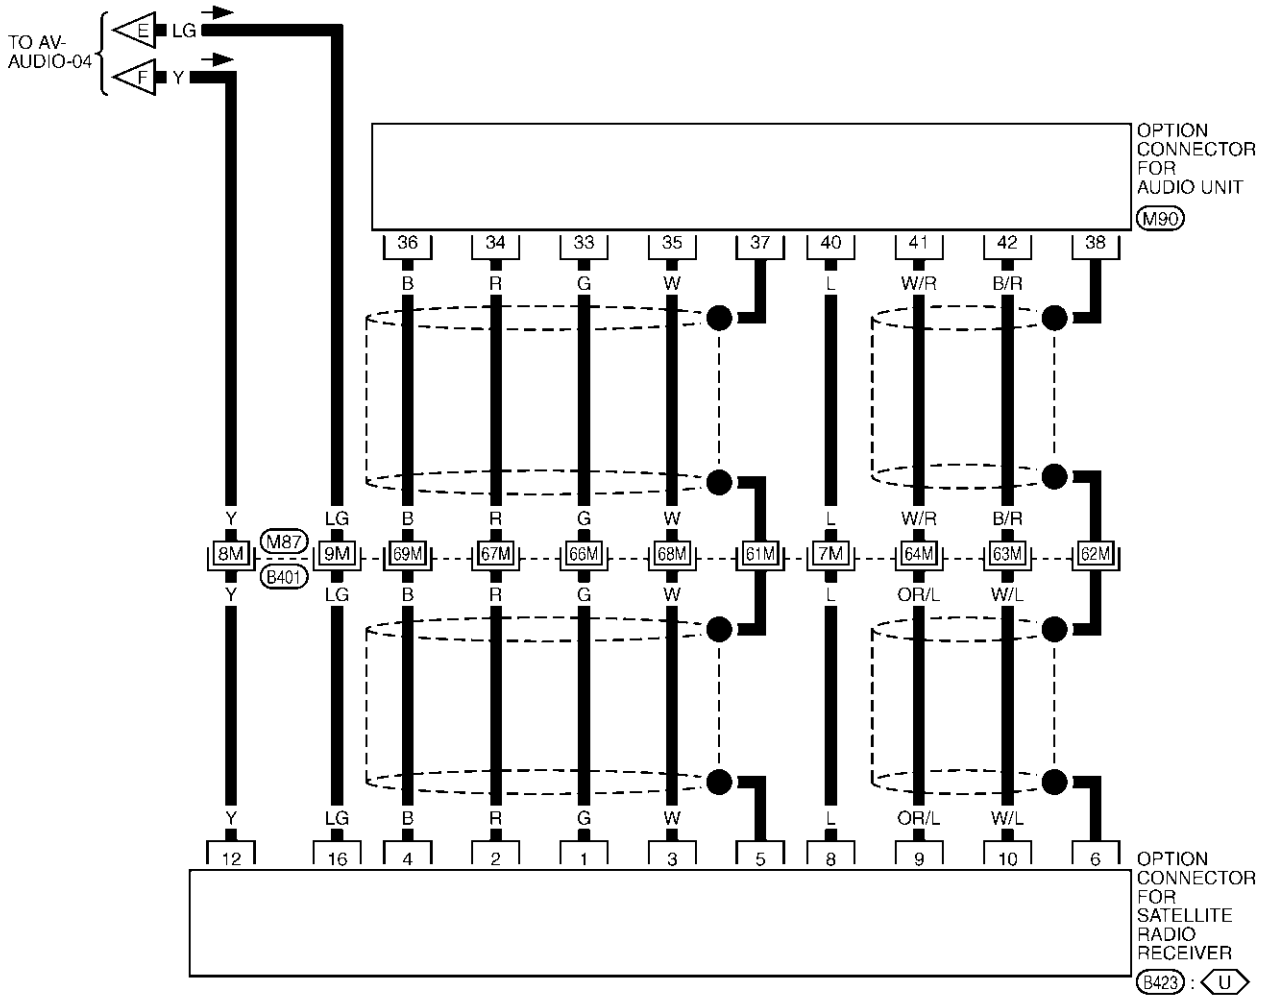 E LG
TO AV-
AUDIO-04
F Y
OPTION
CONNECTOR
FOR
AUDIO UNIT
M90
36 34 33 35 37 40 41 42 38
B R G W L W/R B/R
Y LG B R G W L W/R B/R
M87
8M 9M 69M 67M 66M 68M 61M 7M 64M 63M 62M
B401
Y LG B R G W L OR/L W/L
Y LG B R G W L OR/L W/L
12 16 4 2 1 3 5 8 9 10 6
OPTION
CONNECTOR
FOR
SATELLITE
RADIO
RECEIVER
B423 : U